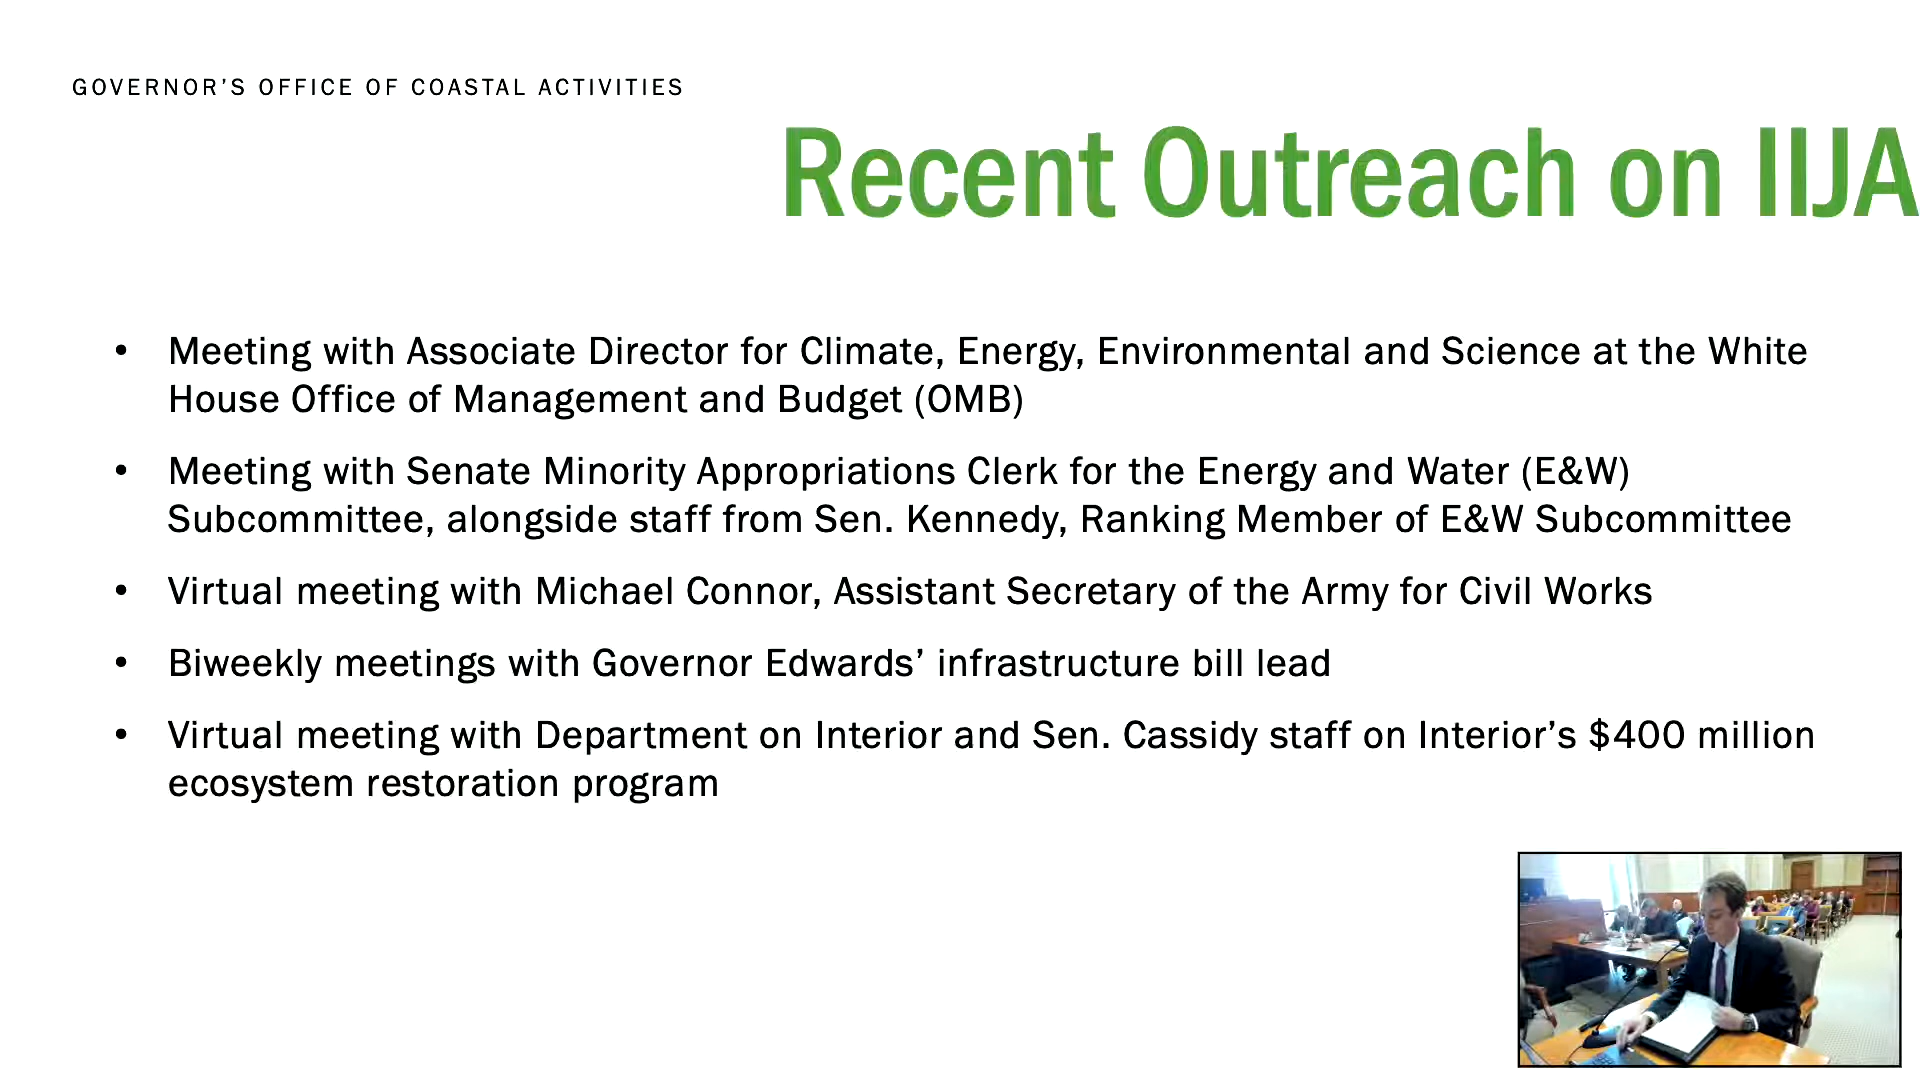 GOVERNOR’S OFFICE OF COASTAL ACTIVITIES
Recent Outreach on IIJA
• Meeting with Associate Director for Climate, Energy, Environmental and Science at the White
House Office of Management and Budget (OMB)
• Meeting with Senate Minority Appropriations Clerk for the Energy and Water (E&W)
Subcommittee, alongside staff from Sen. Kennedy, Ranking Member of E&W Subcommittee
• Virtual meeting with Michael Connor, Assistant Secretary of the Army for Civil Works
• Biweekly meetings with Governor Edwards’ infrastructure bill lead
• Virtual meeting with Department on Interior and Sen. Cassidy staff on Interior’s $400 million
ecosystem restoration program